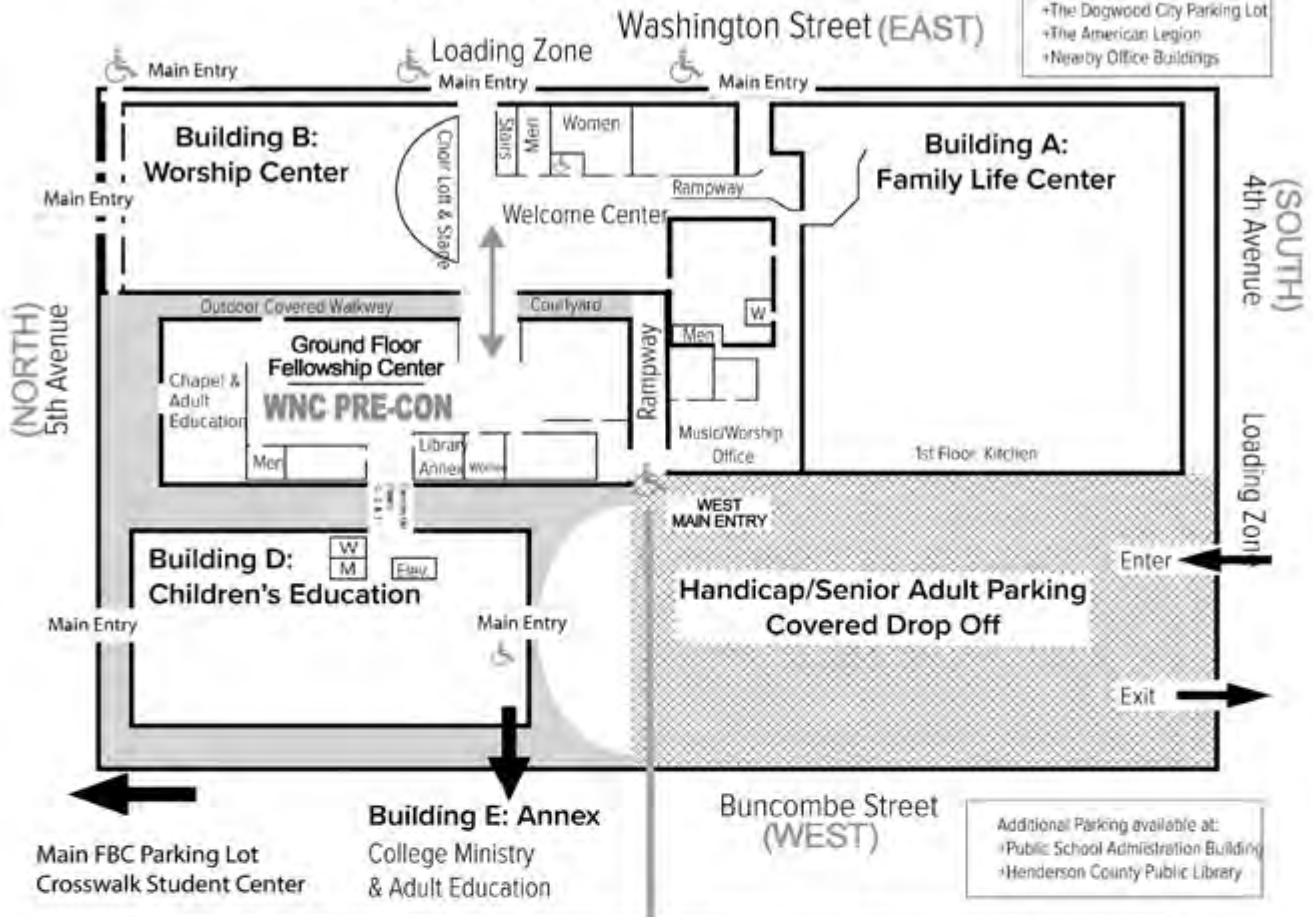 Washington Street (EAST)
+The Dogwood City Parking Lot
+The American Legion
+Nearby Office Buildings
Loading Zone
Main Entry
Main Entry
Main Entry
Building B:
Worship Center
Choir Loft & Stage
Stairs
Men
Women
Building A:
Family Life Center
Main Entry
Rampway
Welcome Center
4th Avenue
(SOUTH)
(NORTH)
5th Avenue
Outdoor Covered Walkway
Courtyard
W
Men
Rampway
Ground Floor
Fellowship Center
WNC PRE-CON
Chapel &
Adult
Education
Men
Library
Annex
Women
Music/Worship
Office
1st Floor Kitchen
Loading Zone
WEST
MAIN ENTRY
Building D:
Children's Education
W
M
Elev.
Enter
Handicap/Senior Adult Parking
Covered Drop Off
Main Entry
Main Entry
Exit
Building E: Annex
College Ministry
& Adult Education
Main FBC Parking Lot
Crosswalk Student Center
Buncombe Street
(WEST)
Additional Parking available at:
+Public School Admiistration Building
+Henderson County Public Library